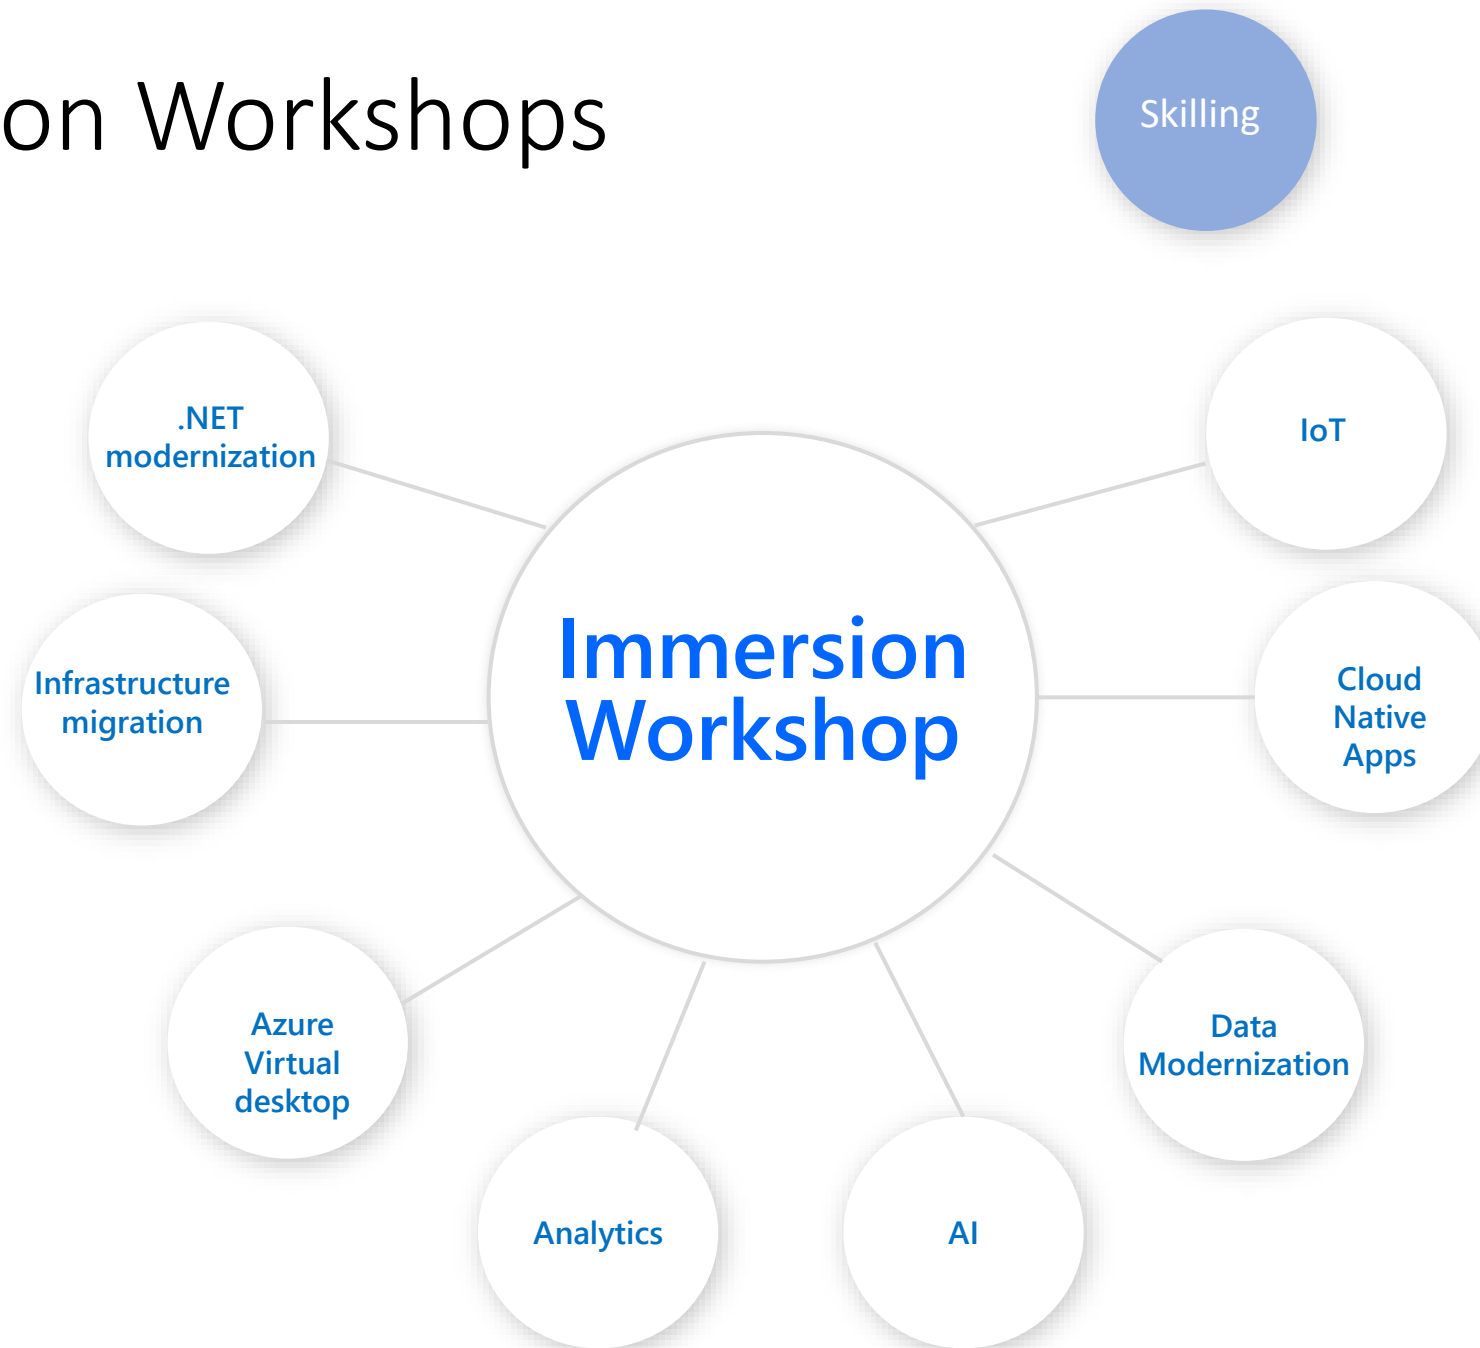 on Workshops
Skilling
.NET
modernization
IoT
Infrastructure
migration
Immersion
Workshop
Cloud
Native
Apps
Azure
Virtual
desktop
Data
Modernization
Analytics
AI